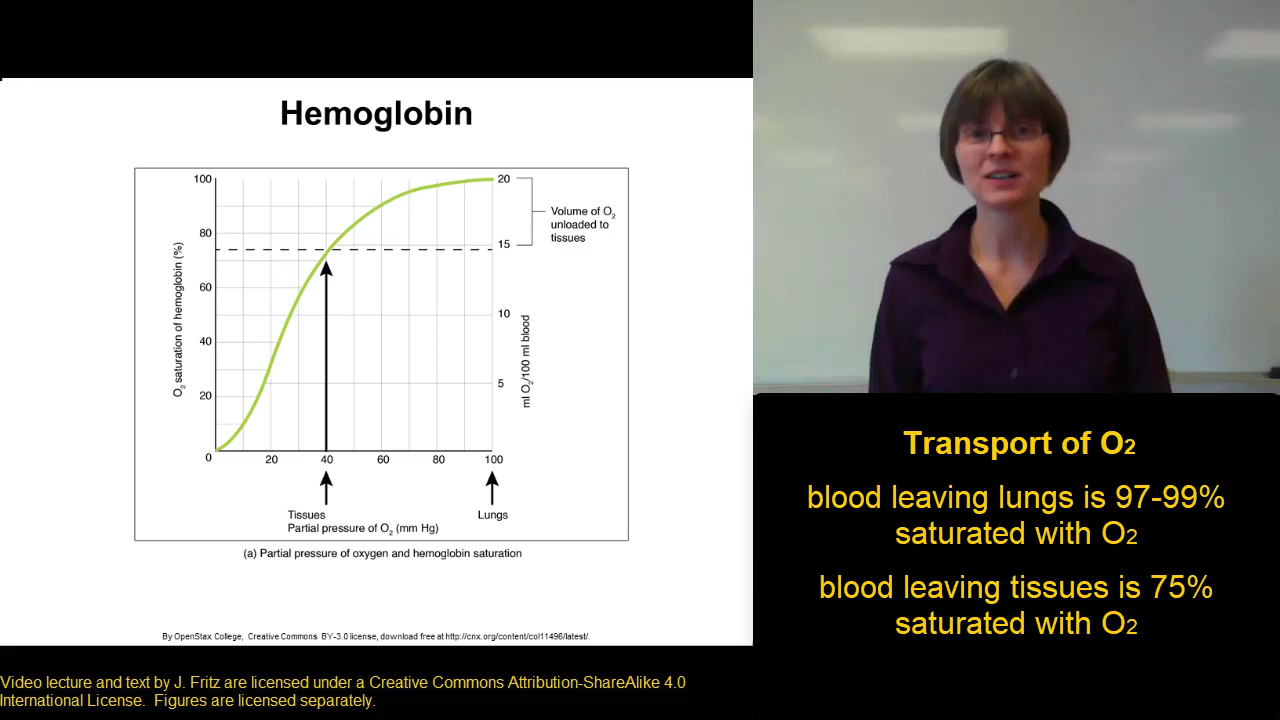 Hemoglobin
100
80
60
40
20
0
O2 saturation of hemoglobin (%)
20
15
10
5
ml O2/100 ml blood
Volume of O2
unloaded to
tissues
20 40 60 80 100
Tissues
Lungs
Partial pressure of O2 (mm Hg)
(a) Partial pressure of oxygen and hemoglobin saturation
By OpenStax College, Creative Commons BY-3.0 license, download free at http://cnx.org/content/col11496/latest/.
Video lecture and text by J. Fritz are licensed under a Creative Commons Attribution-ShareAlike 4.0
International License. Figures are licensed separately.
Transport of O2
blood leaving lungs is 97-99%
saturated with O2
blood leaving tissues is 75%
saturated with O2